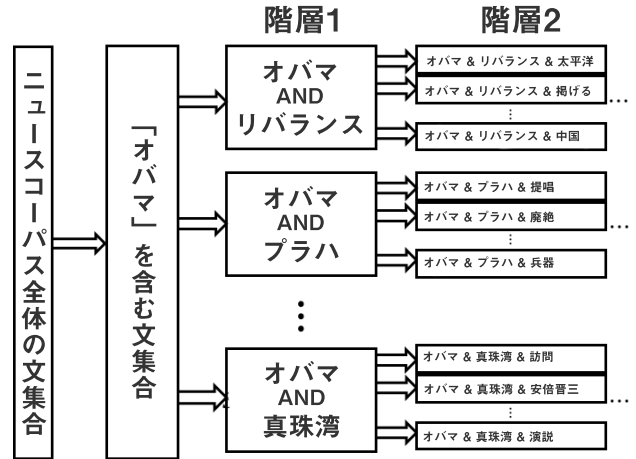 階層1
階層2
ニュースコーパス全体の文集合
「オバマ」を含む文集合
オバマ
AND
リバランス
オバマ & リバランス & 太平洋
オバマ & リバランス & 掲げる
…
⋮
オバマ & リバランス & 中国
オバマ
AND
プラハ
オバマ & プラハ & 提唱
オバマ & プラハ & 廃絶
…
⋮
オバマ & プラハ & 兵器
⋮
オバマ
AND
真珠湾
オバマ & 真珠湾 & 訪問
オバマ & 真珠湾 & 安倍晋三
…
⋮
オバマ & 真珠湾 & 演説